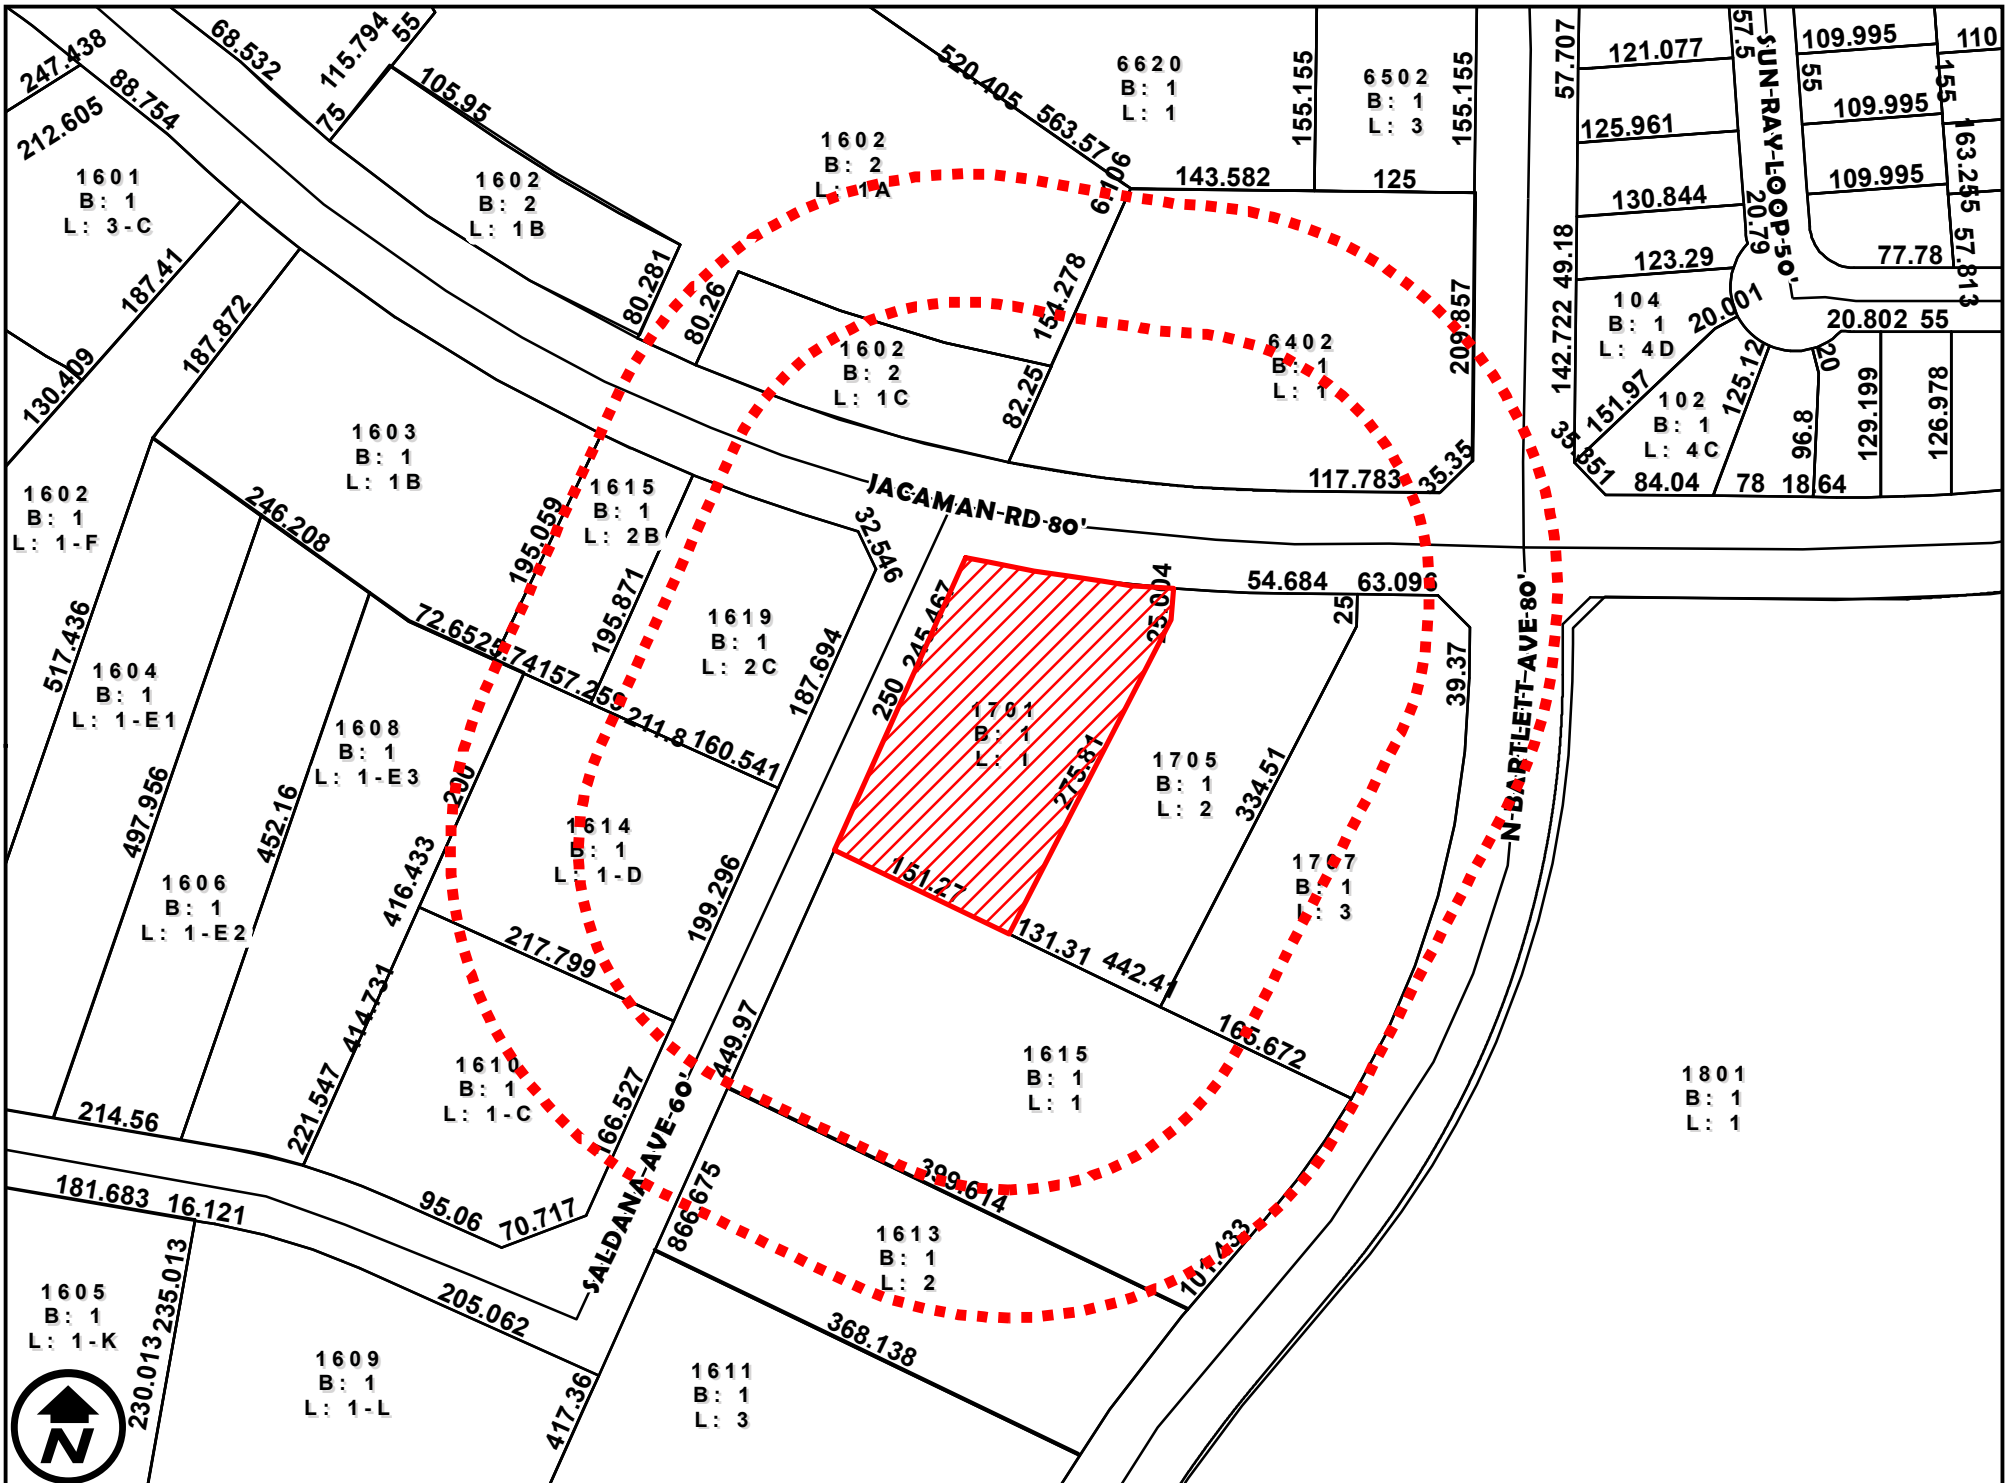 247.438
68.532
115.794
55
88.754
212.605
75
105.95
520.405
563.57
6.106
6620
B: 1
L: 1
155.155
6502
B: 1
L: 3
155.155
57.707
121.077
57.5
SUN-RAY-LOOP-50'
109.995
110
55
155
125.961
109.995
163.255
130.844
109.995
20.79
123.29
77.78
57.813
1601
B: 1
L: 3-C
1602
B: 2
L: 1B
1602
B: 2
L: 1A
143.582
125
187.41
187.872
130.409
80.281
80.26
154.278
82.25
1602
B: 2
L: 1C
6402
B: 1
L: 1
209.857
49.18
142.722
104
B: 1
L: 4D
20.001
20.802
55
20
151.97
125.12
102
B: 1
L: 4C
96.8
129.199
126.978
35.351
84.04
78
18
64
117.783
35.35
1603
B: 1
L: 1B
1602
B: 1
L: 1-F
246.208
195.059
1615
B: 1
L: 2B
195.871
JACAMAN-RD-80'
32.546
1619
B: 1
L: 2C
187.694
245.467
250
25.004
54.684
63.096
25
39.37
N-BARTLETT-AVE-80'
517.436
72.65
25.74
157.259
211.8
160.541
1604
B: 1
L: 1-E1
1608
B: 1
L: 1-E3
200
1701
B: 1
L: 1
275.81
1705
B: 1
L: 2
334.51
497.956
452.16
416.433
1614
B: 1
L: 1-D
199.296
151.27
1707
B: 1
L: 3
1606
B: 1
L: 1-E2
217.799
131.31
442.41
165.672
414.731
449.97
1610
B: 1
L: 1-C
221.547
166.527
1615
B: 1
L: 1
1801
B: 1
L: 1
214.56
181.683
16.121
95.06
70.717
SALDANA-AVE-60'
866.675
399.614
101.433
1613
B: 1
L: 2
1605
B: 1
L: 1-K
235.013
230.013
205.062
368.138
1609
B: 1
L: 1-L
1611
B: 1
L: 3
417.36
N